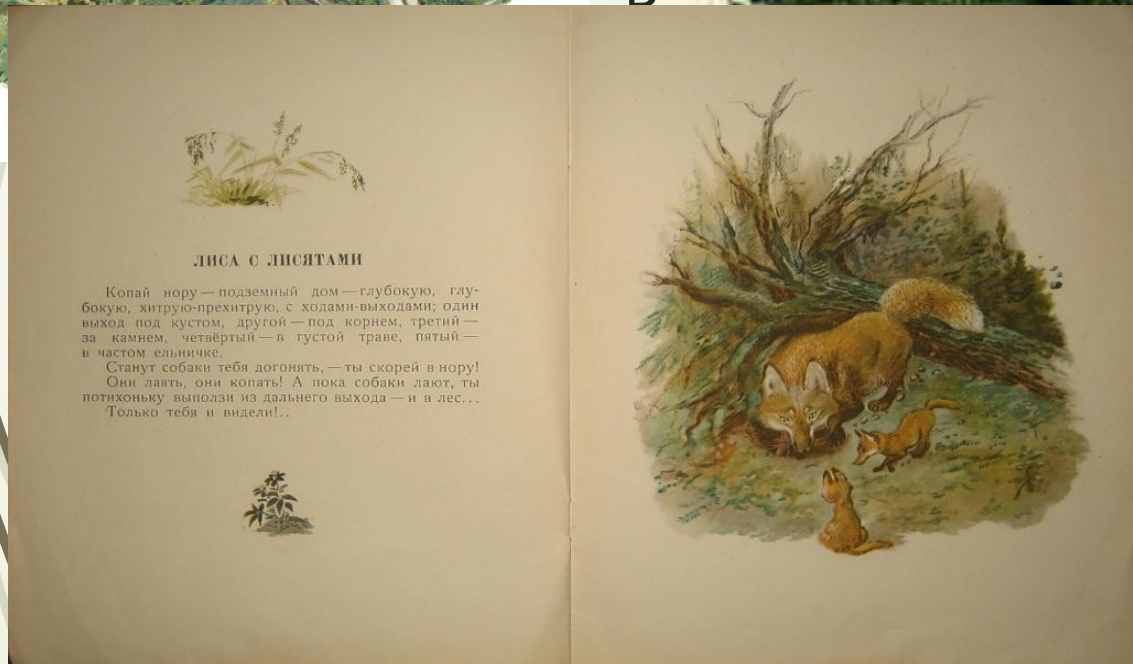 ЛИСА С ЛИСЯТАМИ
Копай нору — подземный дом — глубокую, глу-
бокую, хитрую-прехитрую, с ходами-выходами; один
выход под кустом, другой — под корнем, третий —
за камнем, четвёртый — в густой траве, пятый —
в частом ельничке.
Станут собаки тебя догонять, — ты скорей в нору!
Они лаять, они копать! А пока собаки лают, ты
потихоньку выползи из дальнего выхода — и в лес...
Только тебя и видели!..